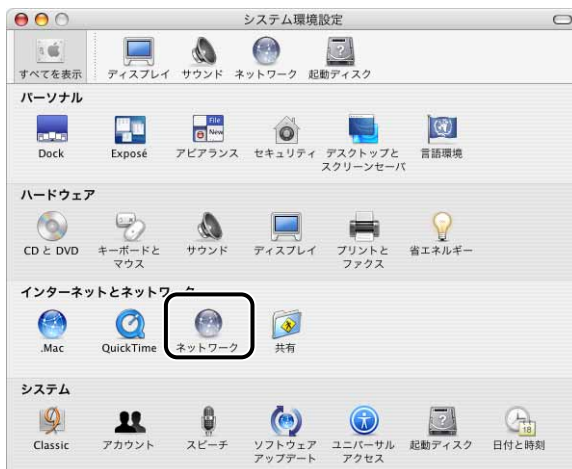 システム環境設定
すべてを表示 ディスプレイ サウンド ネットワーク 起動ディスク
パーソナル
Dock Exposé アピアランス セキュリティ デスクトップと
スクリーンセーバ 言語環境
ハードウェア
CD と DVD キーボードと
マウス サウンド ディスプレイ プリントと
ファクス 省エネルギー
インターネットとネットワーク
.Mac QuickTime ネットワーク 共有
システム
Classic アカウント スピーチ ソフトウェア
アップデート ユニバーサル
アクセス 起動ディスク 日付と時刻
File
New
18